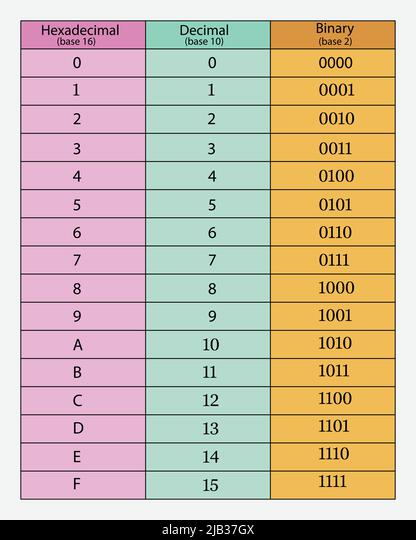 Hexadecimal Decimal Binary
(base 16) (base 10) (base 2)
0 0 0000
1 1 0001
2 2 0010
3 3 0011
4 4 0100
5 5 0101
6 6 0110
7 7 0111
8 8 1000
9 9 1001
A 10 1010
B 11 1011
C 12 1100
D 13 1101
E 14 1110
F 15 1111
alamy - 2JB37GX